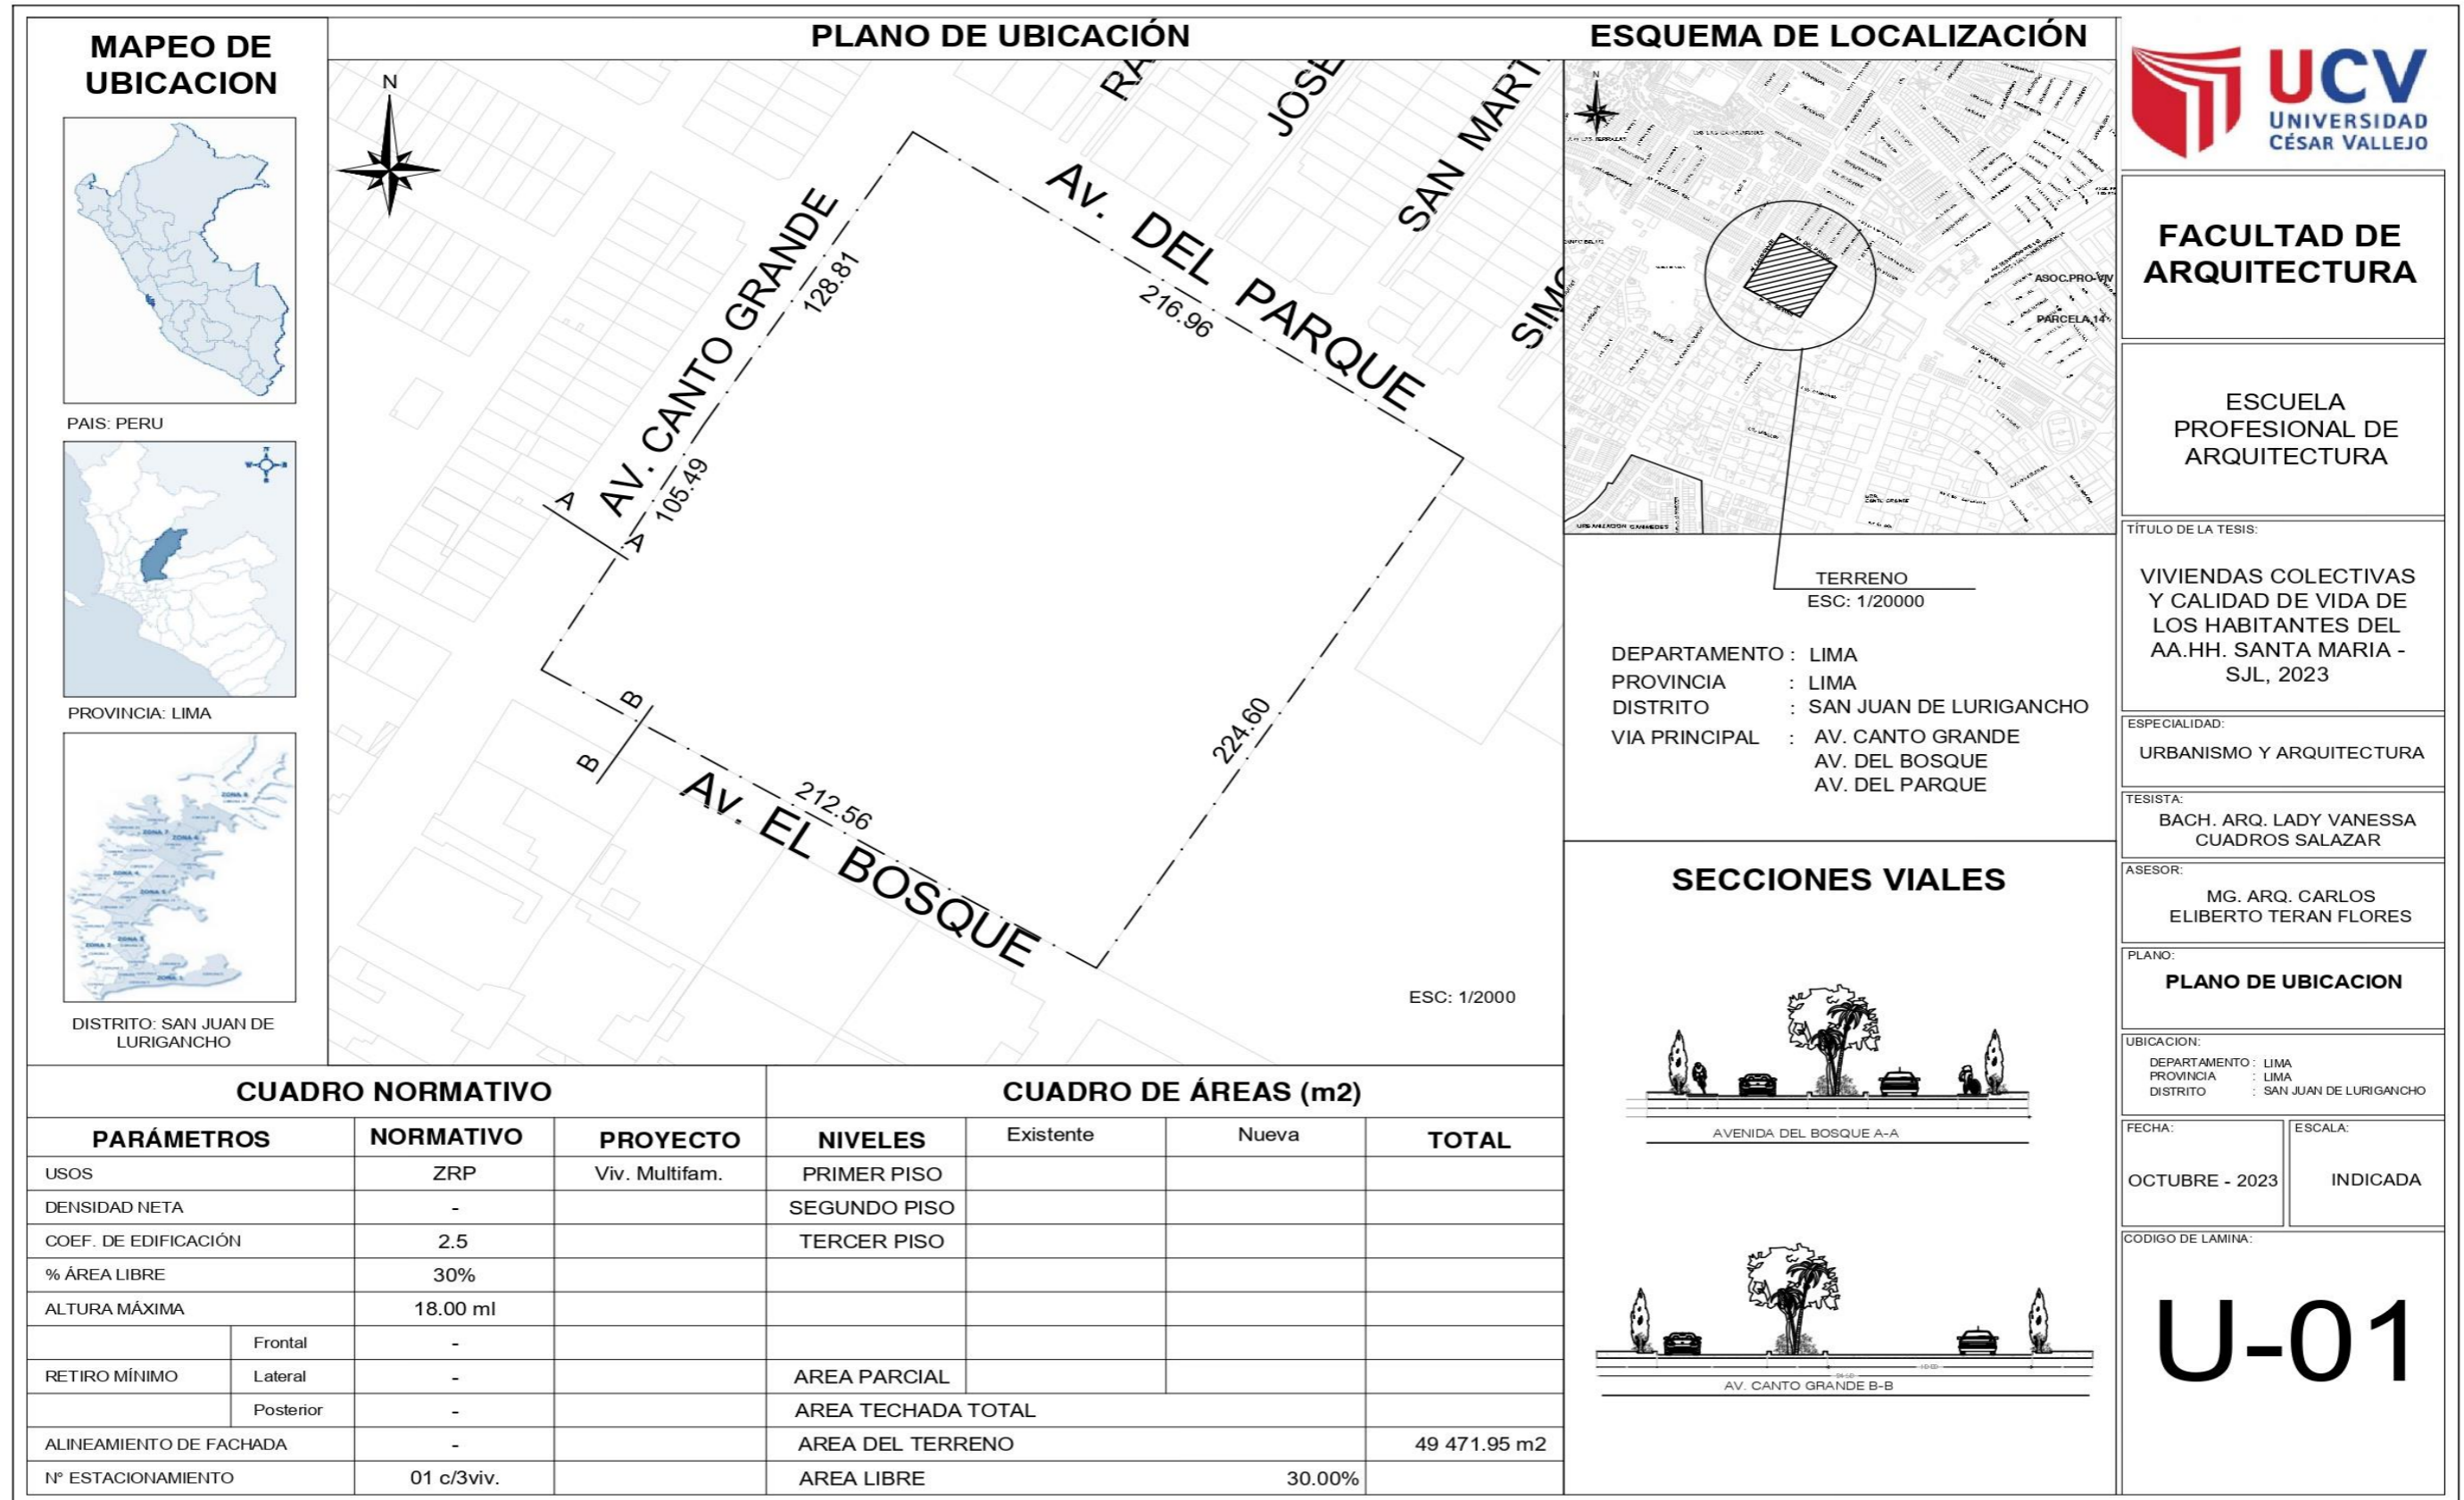 MAPEO DE
UBICACION
PAIS: PERU
PROVINCIA: LIMA
DISTRITO: SAN JUAN DE
LURIGANCHO
PLANO DE UBICACIÓN
N
AV. CANTO GRANDE
128.81
105.49
A
A
Av. DEL PARQUE
216.96
RA
JOSE
SAN MART
SIMO
224.60
B
B
Av. EL BOSQUE
212.56
ESC: 1/2000
ESQUEMA DE LOCALIZACIÓN
N
ASOC.PRO-VIV
PARCELA 14
TERRENO
ESC: 1/20000
DEPARTAMENTO : LIMA
PROVINCIA : LIMA
DISTRITO : SAN JUAN DE LURIGANCHO
VIA PRINCIPAL : AV. CANTO GRANDE
AV. DEL BOSQUE
AV. DEL PARQUE
SECCIONES VIALES
AVENIDA DEL BOSQUE A-A
AV. CANTO GRANDE B-B
UCV
UNIVERSIDAD
CÉSAR VALLEJO
FACULTAD DE
ARQUITECTURA
ESCUELA
PROFESIONAL DE
ARQUITECTURA
TÍTULO DE LA TESIS:
VIVIENDAS COLECTIVAS
Y CALIDAD DE VIDA DE
LOS HABITANTES DEL
AA.HH. SANTA MARIA -
SJL, 2023
ESPECIALIDAD:
URBANISMO Y ARQUITECTURA
TESISTA:
BACH. ARQ. LADY VANESSA
CUADROS SALAZAR
ASESOR:
MG. ARQ. CARLOS
ELIBERTO TERAN FLORES
PLANO:
PLANO DE UBICACION
UBICACION:
DEPARTAMENTO : LIMA
PROVINCIA : LIMA
DISTRITO : SAN JUAN DE LURIGANCHO
FECHA:
OCTUBRE - 2023
ESCALA:
INDICADA
CODIGO DE LAMINA:
U-01
CUADRO NORMATIVO
PARÁMETROS NORMATIVO PROYECTO
USOS ZRP Viv. Multifam.
DENSIDAD NETA -
COEF. DE EDIFICACIÓN 2.5
% ÁREA LIBRE 30%
ALTURA MÁXIMA 18.00 ml
Frontal -
RETIRO MÍNIMO Lateral -
Posterior -
ALINEAMIENTO DE FACHADA -
N° ESTACIONAMIENTO 01 c/3viv.
CUADRO DE ÁREAS (m2)
NIVELES Existente Nueva TOTAL
PRIMER PISO
SEGUNDO PISO
TERCER PISO
AREA PARCIAL
AREA TECHADA TOTAL
AREA DEL TERRENO 49 471.95 m2
AREA LIBRE 30.00%